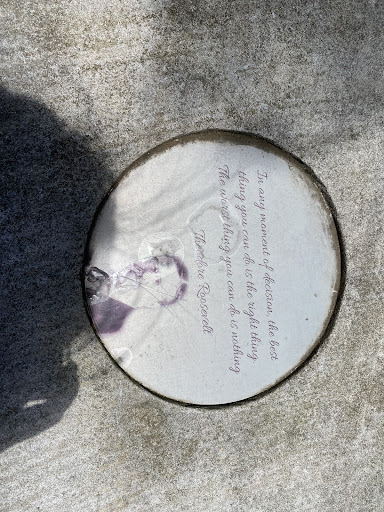 In any moment of decision, the best
thing you can do is the right thing
The worst thing you can do is nothing
Theodore Roosevelt